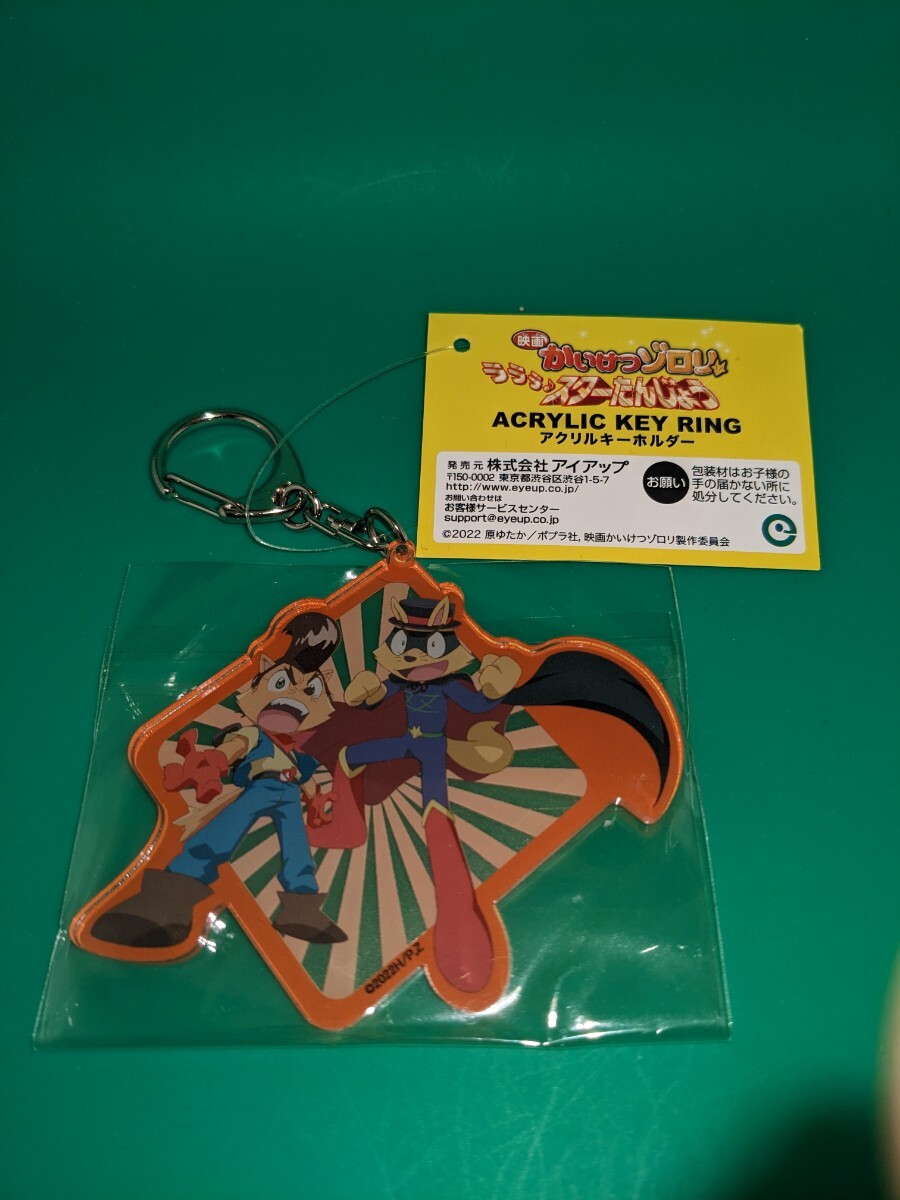 映画
かいけつゾロリ
ラララ♪スターたんじょう
ACRYLIC KEY RING
アクリルキーホルダー
発売元 株式会社 アイアップ
〒150-0002 東京都渋谷区渋谷1-5-7
http://www.eyeup.co.jp/
お問い合わせは
お客様サービスセンター
support@eyeup.co.jp
お願い
包装材はお子様の
手の届かない所に
処分してください。
©2022 原ゆたか／ポプラ社, 映画かいけつゾロリ製作委員会
©2022H/P,Z